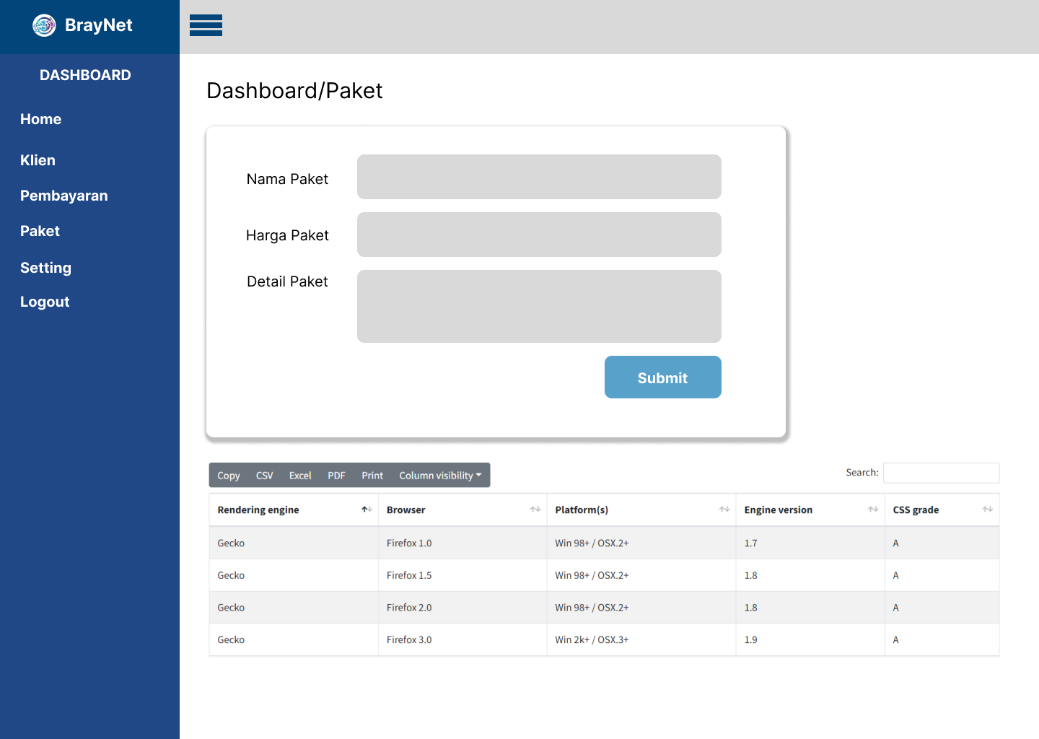 BrayNet
DASHBOARD
Home
Klien
Pembayaran
Paket
Setting
Logout
Dashboard/Paket
Nama Paket
Harga Paket
Detail Paket
Submit
Copy CSV Excel PDF Print Column visibility
Search:
Rendering engine Browser Platform(s) Engine version CSS grade
Gecko Firefox 1.0 Win 98+ / OSX.2+ 1.7 A
Gecko Firefox 1.5 Win 98+ / OSX.2+ 1.8 A
Gecko Firefox 2.0 Win 98+ / OSX.2+ 1.8 A
Gecko Firefox 3.0 Win 2k+ / OSX.3+ 1.9 A